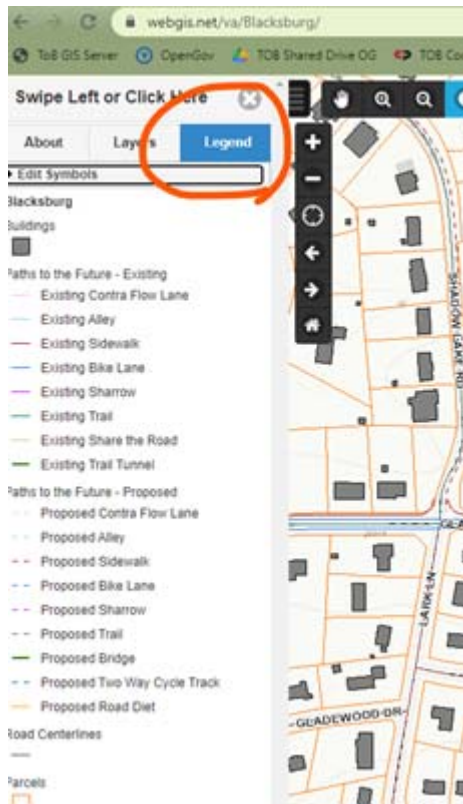 webgis.net/va/Blacksburg/
ToB GIS Server OpenGov TOB Shared Drive OG TOB Co
Swipe Left or Click Here
About Layers Legend
Edit Symbols
Blacksburg
Buildings
Paths to the Future - Existing
Existing Contra Flow Lane
Existing Alley
Existing Sidewalk
Existing Bike Lane
Existing Sharrow
Existing Trail
Existing Share the Road
Existing Trail Tunnel
Paths to the Future - Proposed
Proposed Contra Flow Lane
Proposed Alley
Proposed Sidewalk
Proposed Bike Lane
Proposed Sharrow
Proposed Trail
Proposed Bridge
Proposed Two Way Cycle Track
Proposed Road Diet
Road Centerlines
Parcels
SHADOW LAKE RD
GLA
LARK LN
GLADEWOOD DR